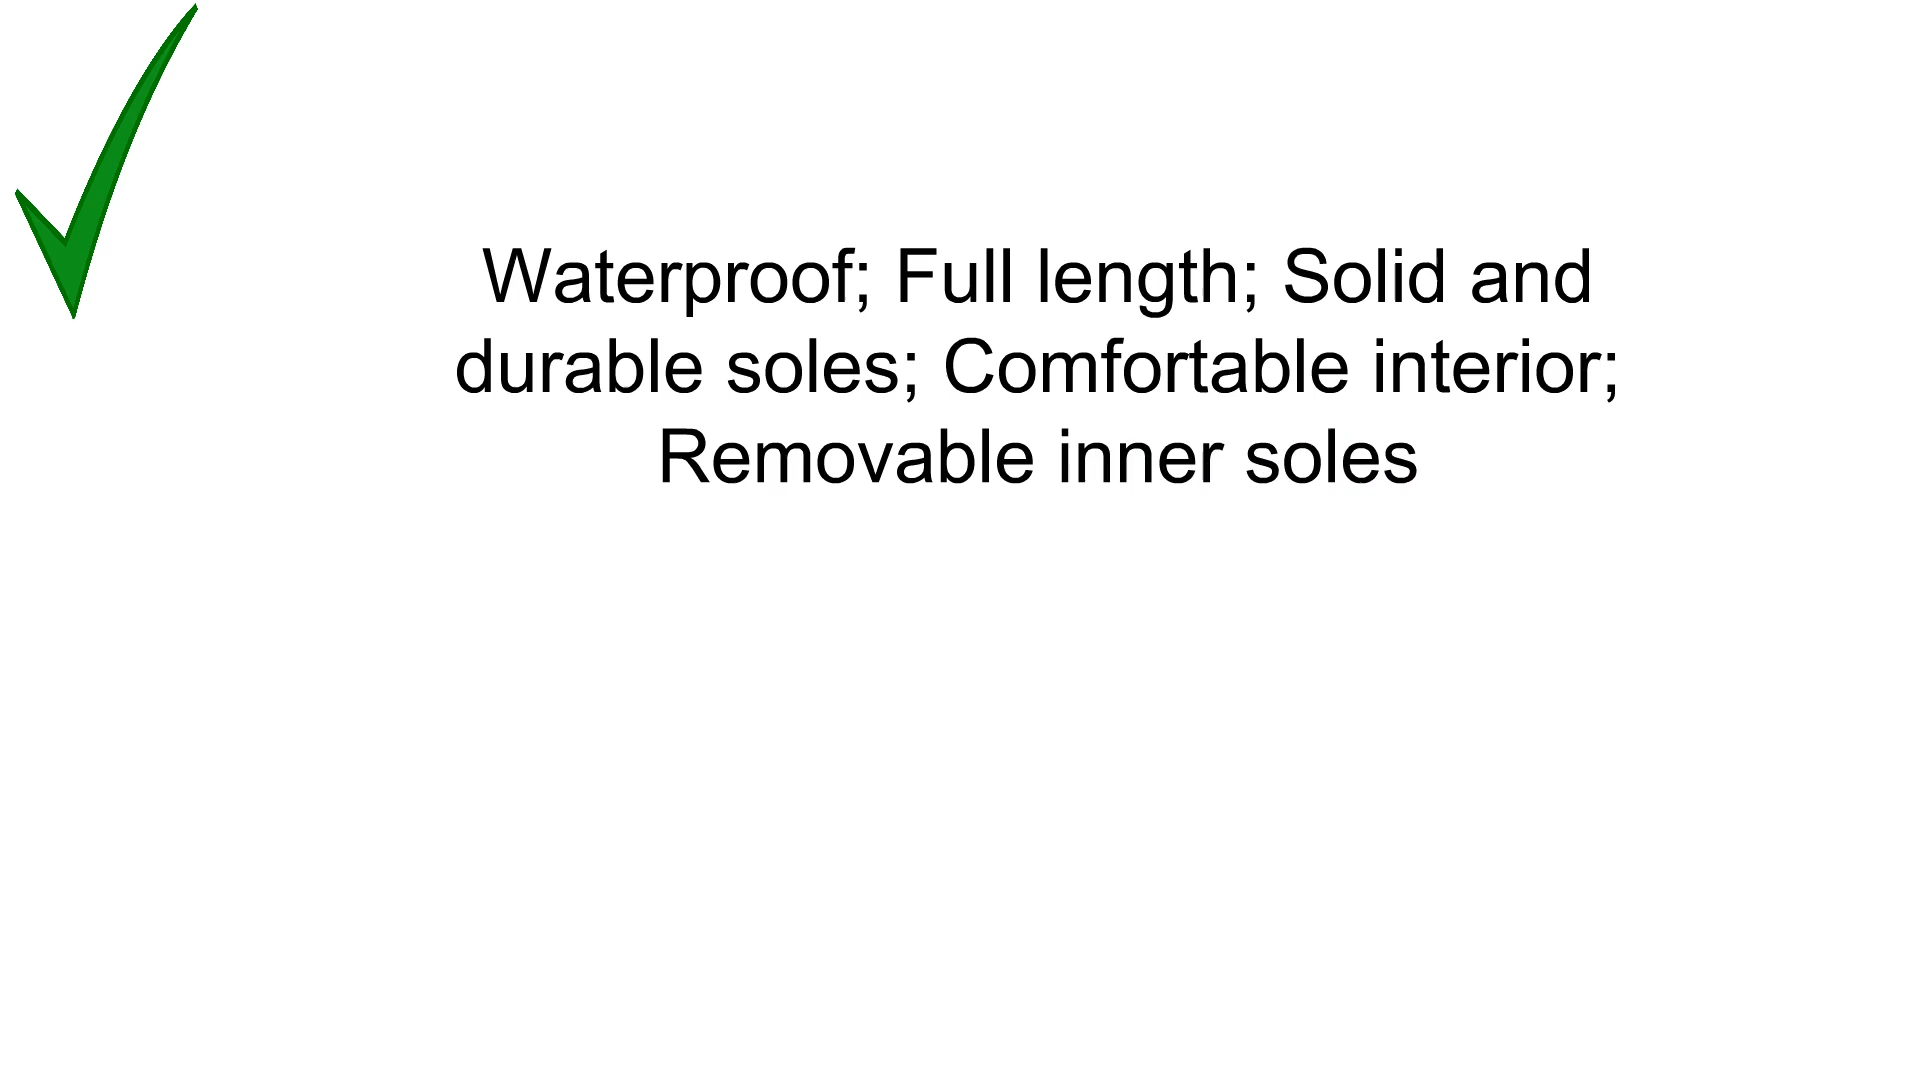 Waterproof; Full length; Solid and
durable soles; Comfortable interior;
Removable inner soles